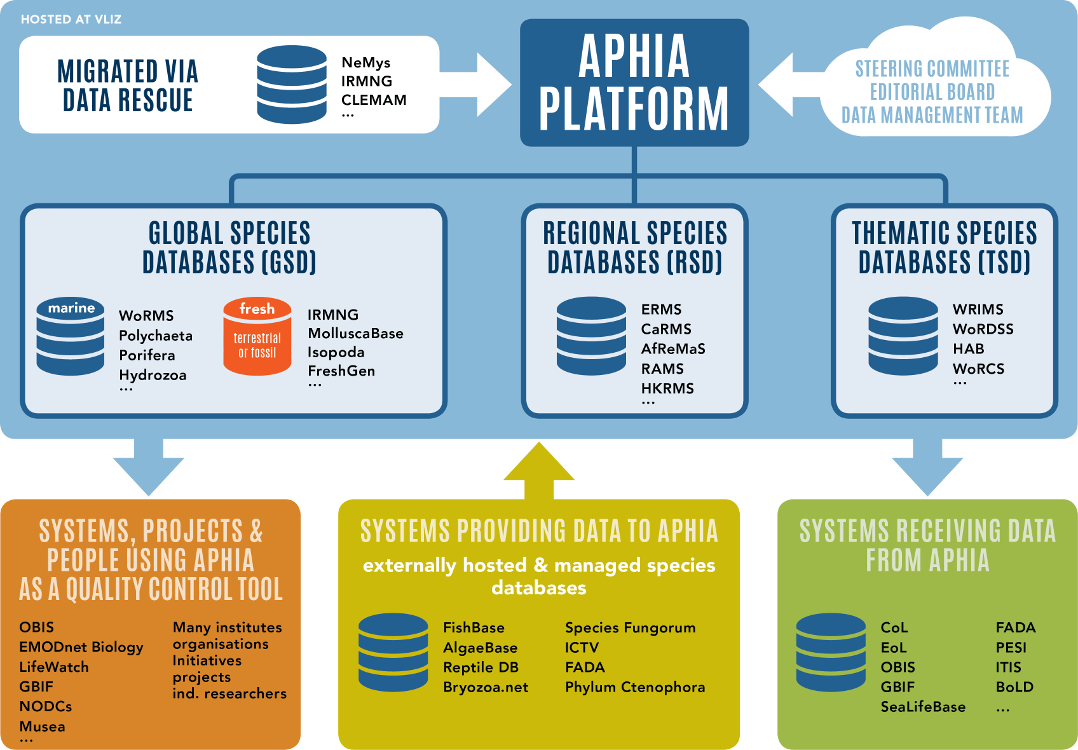 HOSTED AT VLIZ
MIGRATED VIA
DATA RESCUE
NeMys
IRMNG
CLEMAM
...
APHIA
PLATFORM
STEERING COMMITTEE
EDITORIAL BOARD
DATA MANAGEMENT TEAM
GLOBAL SPECIES
DATABASES (GSD)
marine
WoRMS
Polychaeta
Porifera
Hydrozoa
...
fresh
terrestrial
or fossil
IRMNG
MolluscaBase
Isopoda
FreshGen
...
REGIONAL SPECIES
DATABASES (RSD)
ERMS
CaRMS
AfReMaS
RAMS
HKRMS
...
THEMATIC SPECIES
DATABASES (TSD)
WRIMS
WoRDSS
HAB
WoRCS
...
SYSTEMS, PROJECTS &
PEOPLE USING APHIA
AS A QUALITY CONTROL TOOL
OBIS
EMODnet Biology
LifeWatch
GBIF
NODCs
Musea
...
Many institutes
organisations
Initiatives
projects
ind. researchers
SYSTEMS PROVIDING DATA TO APHIA
externally hosted & managed species
databases
FishBase
AlgaeBase
Reptile DB
Bryozoa.net
Species Fungorum
ICTV
FADA
Phylum Ctenophora
SYSTEMS RECEIVING DATA
FROM APHIA
CoL
EoL
OBIS
GBIF
SeaLifeBase
FADA
PESI
ITIS
BoLD
...